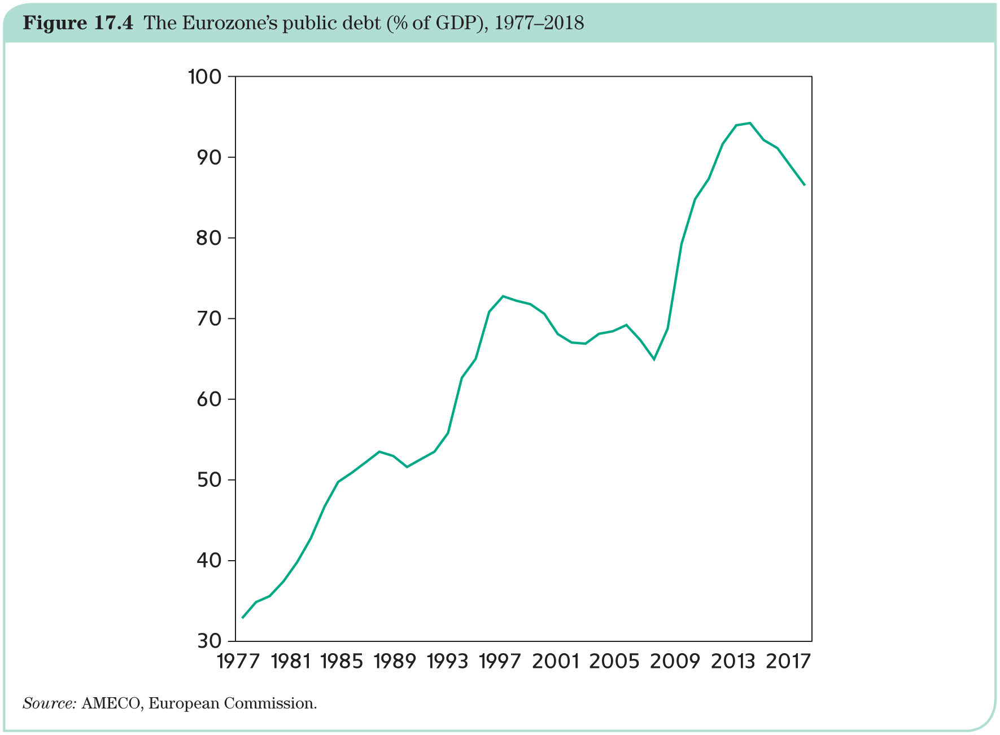 Figure 17.4 The Eurozone’s public debt (% of GDP), 1977–2018
100
90
80
70
60
50
40
30
1977 1981 1985 1989 1993 1997 2001 2005 2009 2013 2017
Source: AMECO, European Commission.